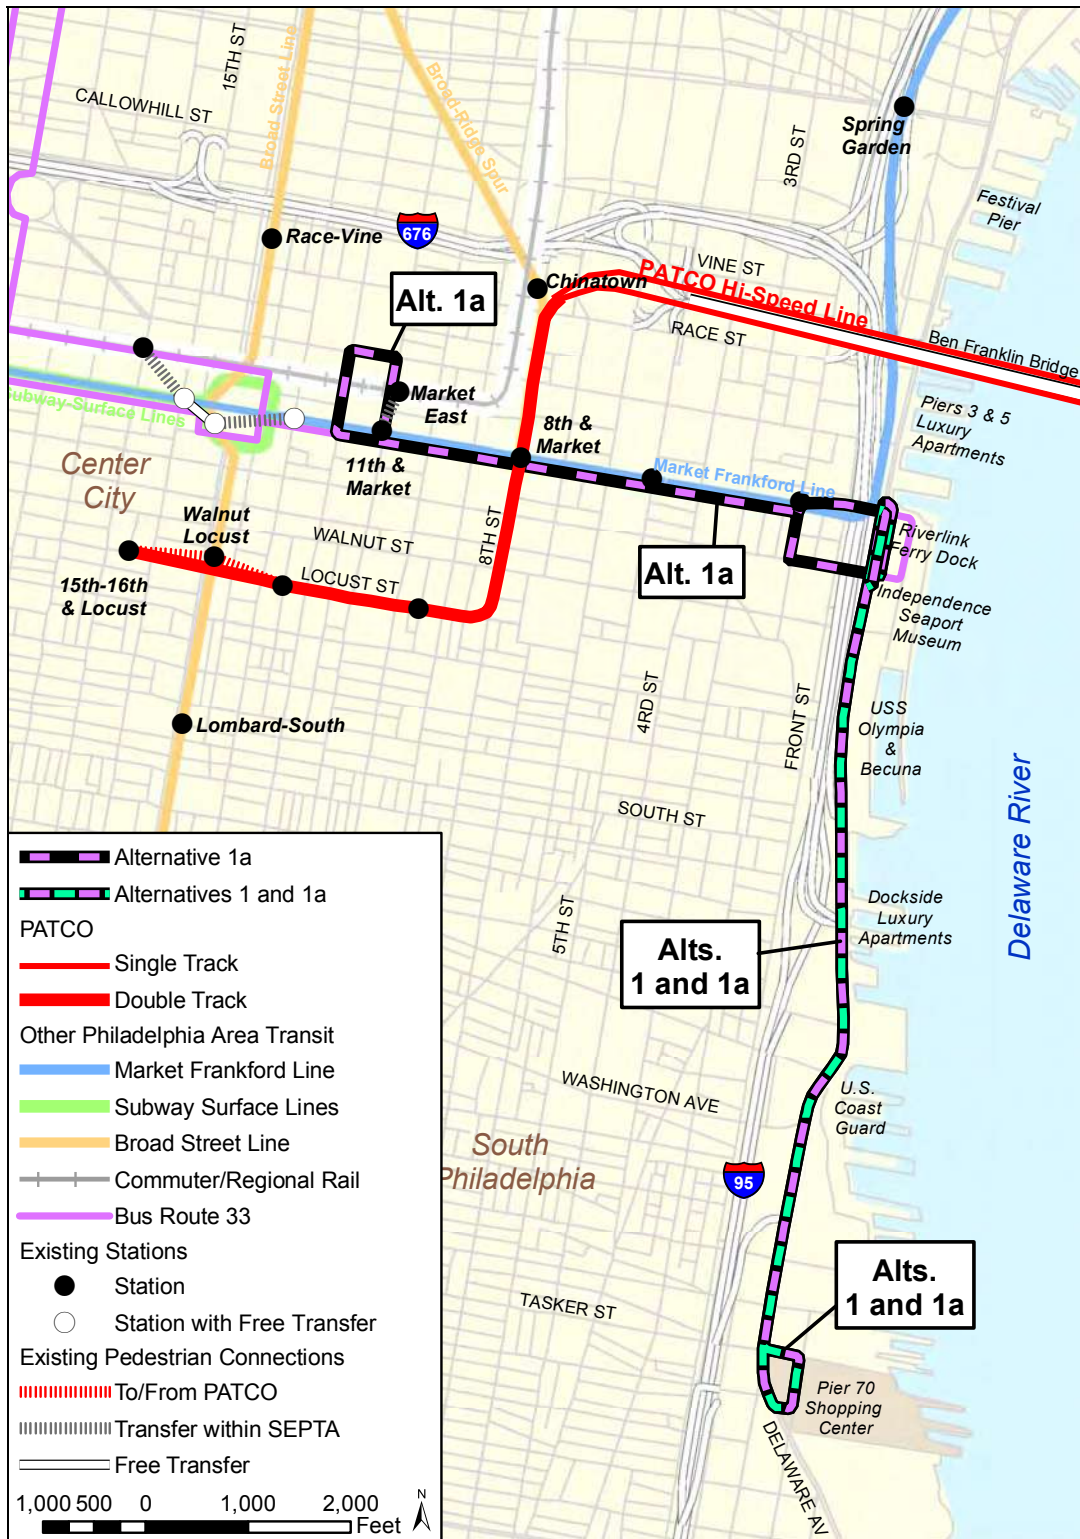 15TH ST
CALLOWHILL ST
Broad Street Line
Broad-Ridge Spur
3RD ST
Spring
Garden
Festival
Pier
Race-Vine
676
VINE ST
Chinatown
PATCO Hi-Speed Line
RACE ST
Ben Franklin Bridge
Alt. 1a
Market
East
Subway-Surface Lines
8th &
Market
Piers 3 & 5
Luxury
Apartments
Center
City
11th &
Market
Market Frankford Line
Walnut
Locust
WALNUT ST
8TH ST
Alt. 1a
Riverlink
Ferry Dock
15th-16th
& Locust
LOCUST ST
Independence
Seaport
Museum
4RD ST
FRONT ST
Lombard-South
USS
Olympia
&
Becuna
Delaware River
SOUTH ST
5TH ST
Dockside
Luxury
Apartments
Alts.
1 and 1a
WASHINGTON AVE
U.S.
Coast
Guard
South
Philadelphia
95
TASKER ST
Alts.
1 and 1a
Pier 70
Shopping
Center
DELAWARE AV
Alternative 1a
Alternatives 1 and 1a
PATCO
Single Track
Double Track
Other Philadelphia Area Transit
Market Frankford Line
Subway Surface Lines
Broad Street Line
Commuter/Regional Rail
Bus Route 33
Existing Stations
Station
Station with Free Transfer
Existing Pedestrian Connections
To/From PATCO
Transfer within SEPTA
Free Transfer
1,000 500 0 1,000 2,000
Feet
N